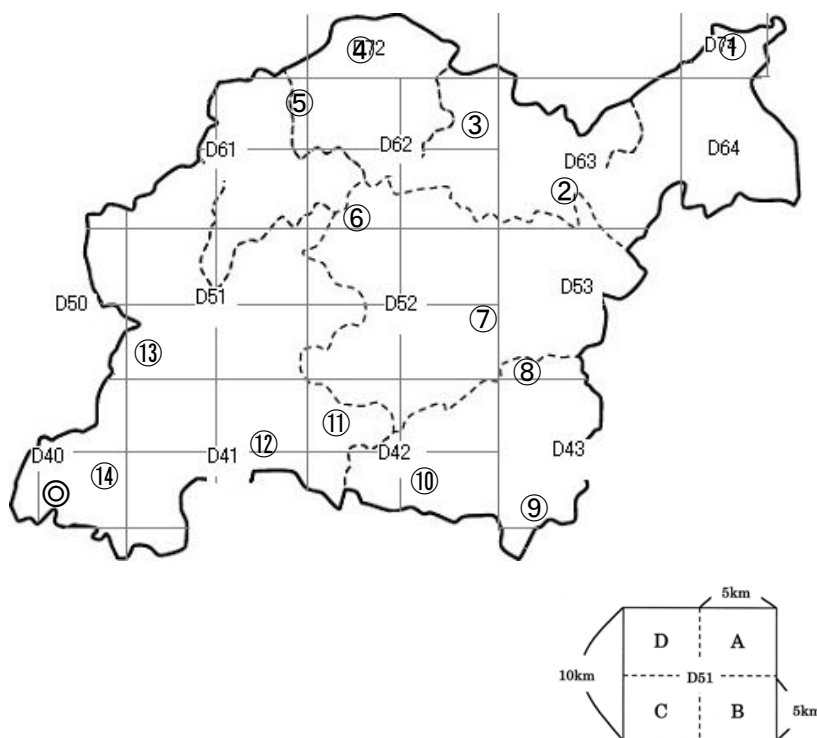 ④ D72
D71 ①
⑤
③
D61
D62
D63
D64
②
⑥
D50
D51
D52
D53
⑦
⑬
⑧
⑪
⑫
D40
D41
D42
D43
⑭
⑩
◎
⑨
5km
D A
10km
D51
C B
5km